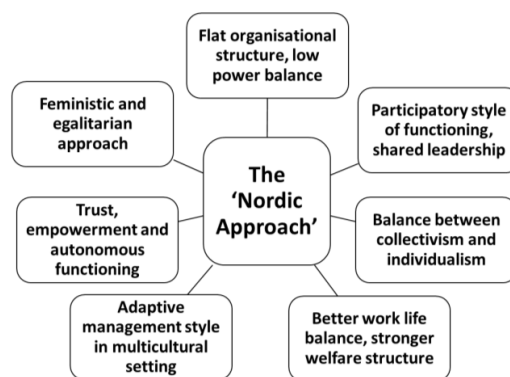 Flat organisational
structure, low
power balance
Feministic and
egalitarian
approach
Participatory style
of functioning,
shared leadership
The
‘Nordic
Approach’
Trust,
empowerment and
autonomous
functioning
Balance between
collectivism and
individualism
Adaptive
management style
in multicultural
setting
Better work life
balance, stronger
welfare structure